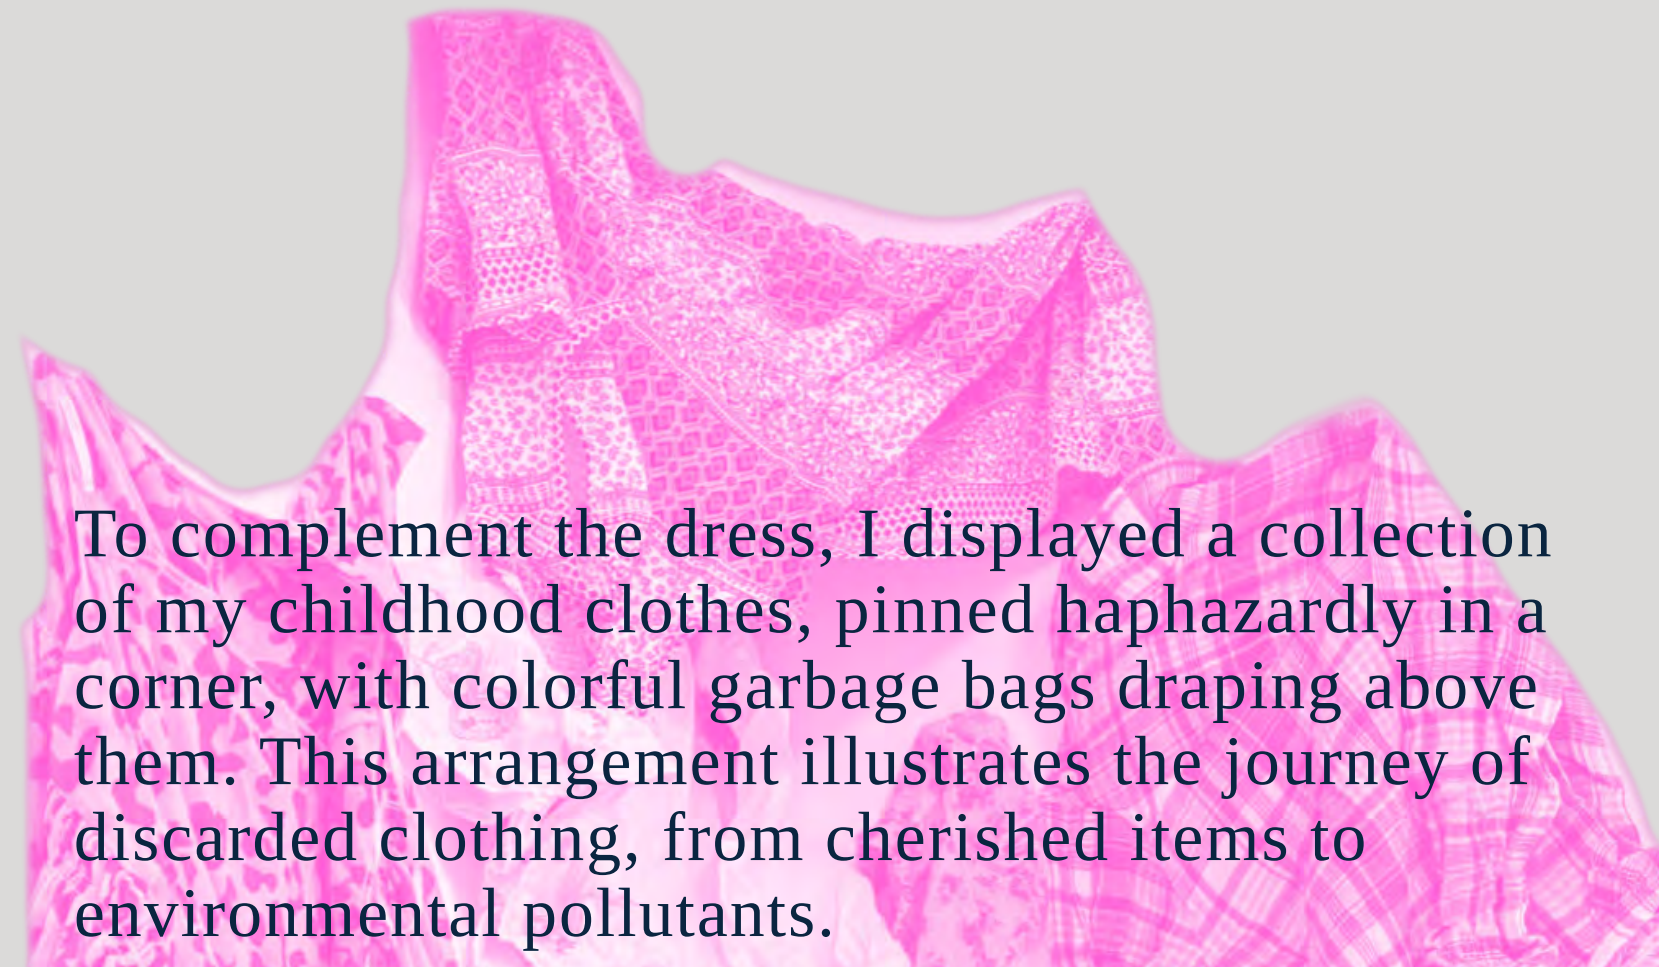 To complement the dress, I displayed a collection
of my childhood clothes, pinned haphazardly in a
corner, with colorful garbage bags draping above
them. This arrangement illustrates the journey of
discarded clothing, from cherished items to
environmental pollutants.